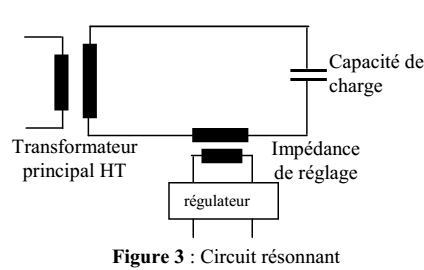 Capacité de
charge
Transformateur
principal HT
Impédance
de réglage
régulateur
Figure 3 : Circuit résonnant